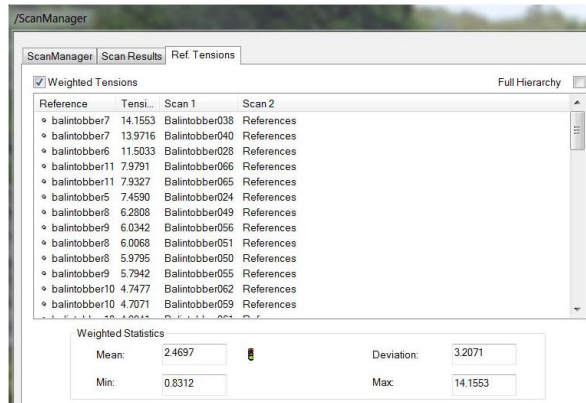 /ScanManager
ScanManager Scan Results Ref. Tensions
Weighted Tensions Full Hierarchy
Reference Tensi... Scan 1 Scan 2
balintobber7 14.1553 Balintobber038 References
balintobber7 13.9716 Balintobber040 References
balintobber6 11.5033 Balintobber028 References
balintobber11 7.9791 Balintobber066 References
balintobber11 7.9327 Balintobber065 References
balintobber5 7.4590 Balintobber024 References
balintobber8 6.2808 Balintobber049 References
balintobber9 6.0342 Balintobber056 References
balintobber8 6.0068 Balintobber051 References
balintobber8 5.9795 Balintobber050 References
balintobber9 5.7942 Balintobber055 References
balintobber10 4.7477 Balintobber062 References
balintobber10 4.7071 Balintobber059 References
Weighted Statistics
Mean: 2.4697 Deviation: 3.2071
Min: 0.8312 Max: 14.1553